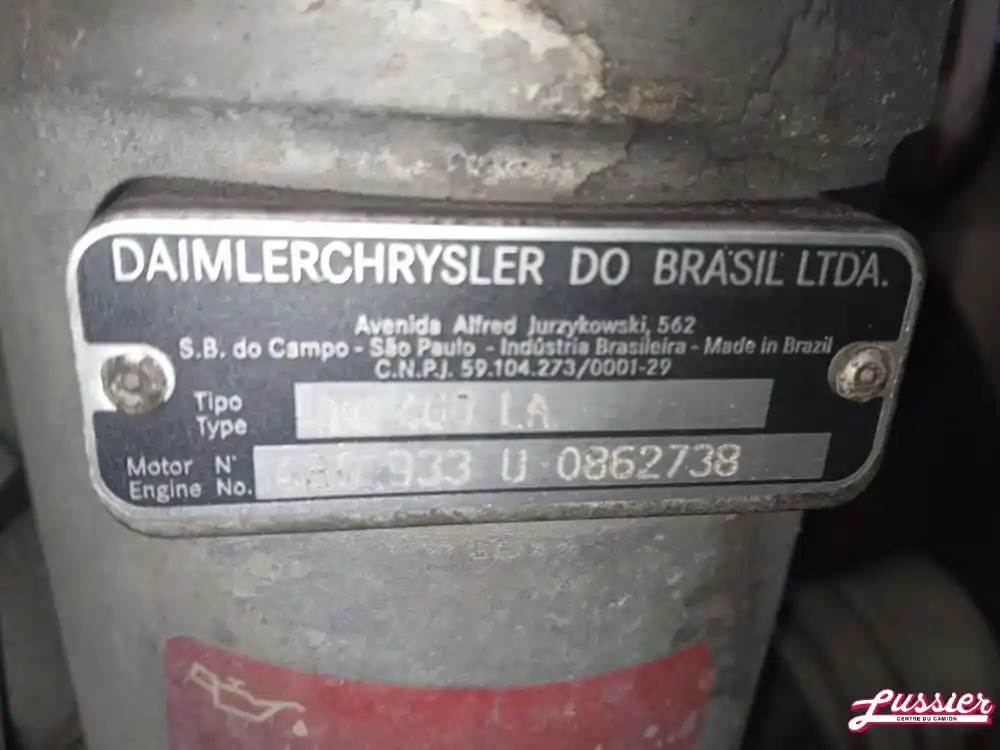 DAIMLERCHRYSLER DO BRASIL LTDA.
Avenida Alfred Jurzykowski, 562
S.B. do Campo - São Paulo - Indústria Brasileira - Made in Brazil
C.N.P.J. 59.104.273/0001-29
Tipo
Type
LA
Motor N°
Engine No.
933 U 0862738
Lussier
CENTRE DU CAMION